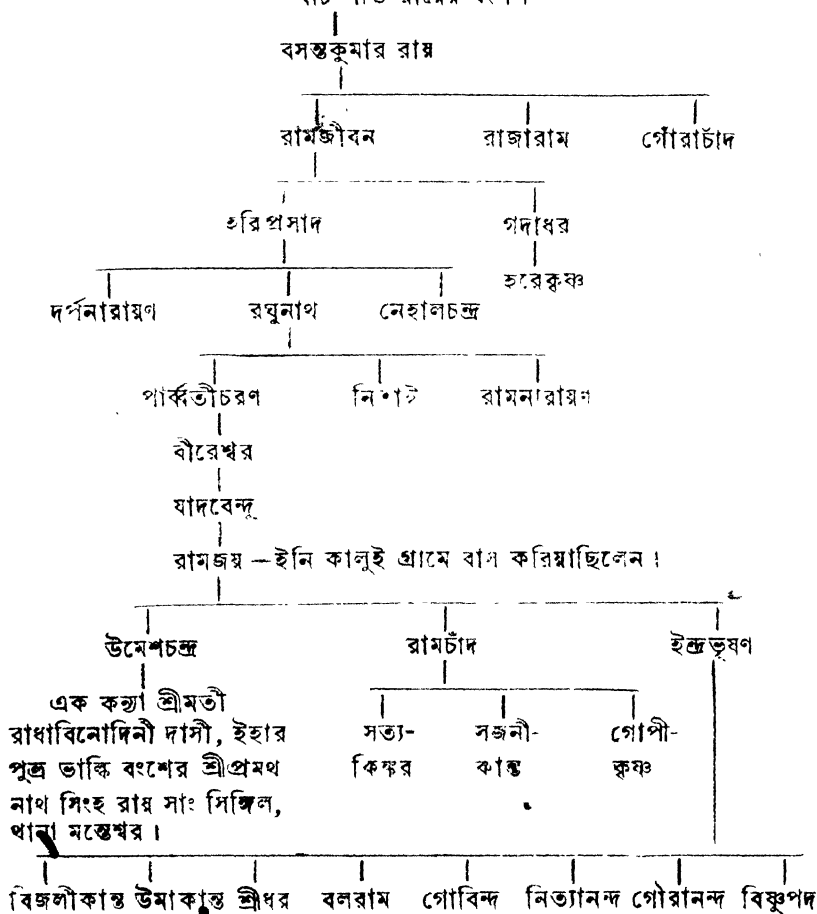 বসন্তকুমার রায়
রামজীবন রাজারাম গৌরাচাঁদ
হরিপ্রসাদ গদাধর
হরেকৃষ্ণ
দর্পনারায়ণ রঘুনাথ নেহালচন্দ্র
পার্ব্বতীচরণ রামনারায়ণ
বীরেশ্বর
যাদবেন্দু
রামজয় —ইনি কালুই গ্রামে বাস করিয়াছিলেন।
উমেশচন্দ্র রামচাঁদ ইন্দ্রভূষণ
এক কন্যা শ্রীমতী
রাধাবিনোদিনী দাসী, ইহার
পুত্র ভাল্কি বংশের শ্রীপ্রমথ
নাথ সিংহ রায় সাং সিঙ্গিল,
থানা মন্তেশ্বর।
সত্য- সজনী- গোপী-
কিঙ্কর কান্ত কৃষ্ণ
বিজলীকান্ত উমাকান্ত শ্রীধর বলরাম গোবিন্দ নিত্যানন্দ গৌরানন্দ বিষ্ণুপদ